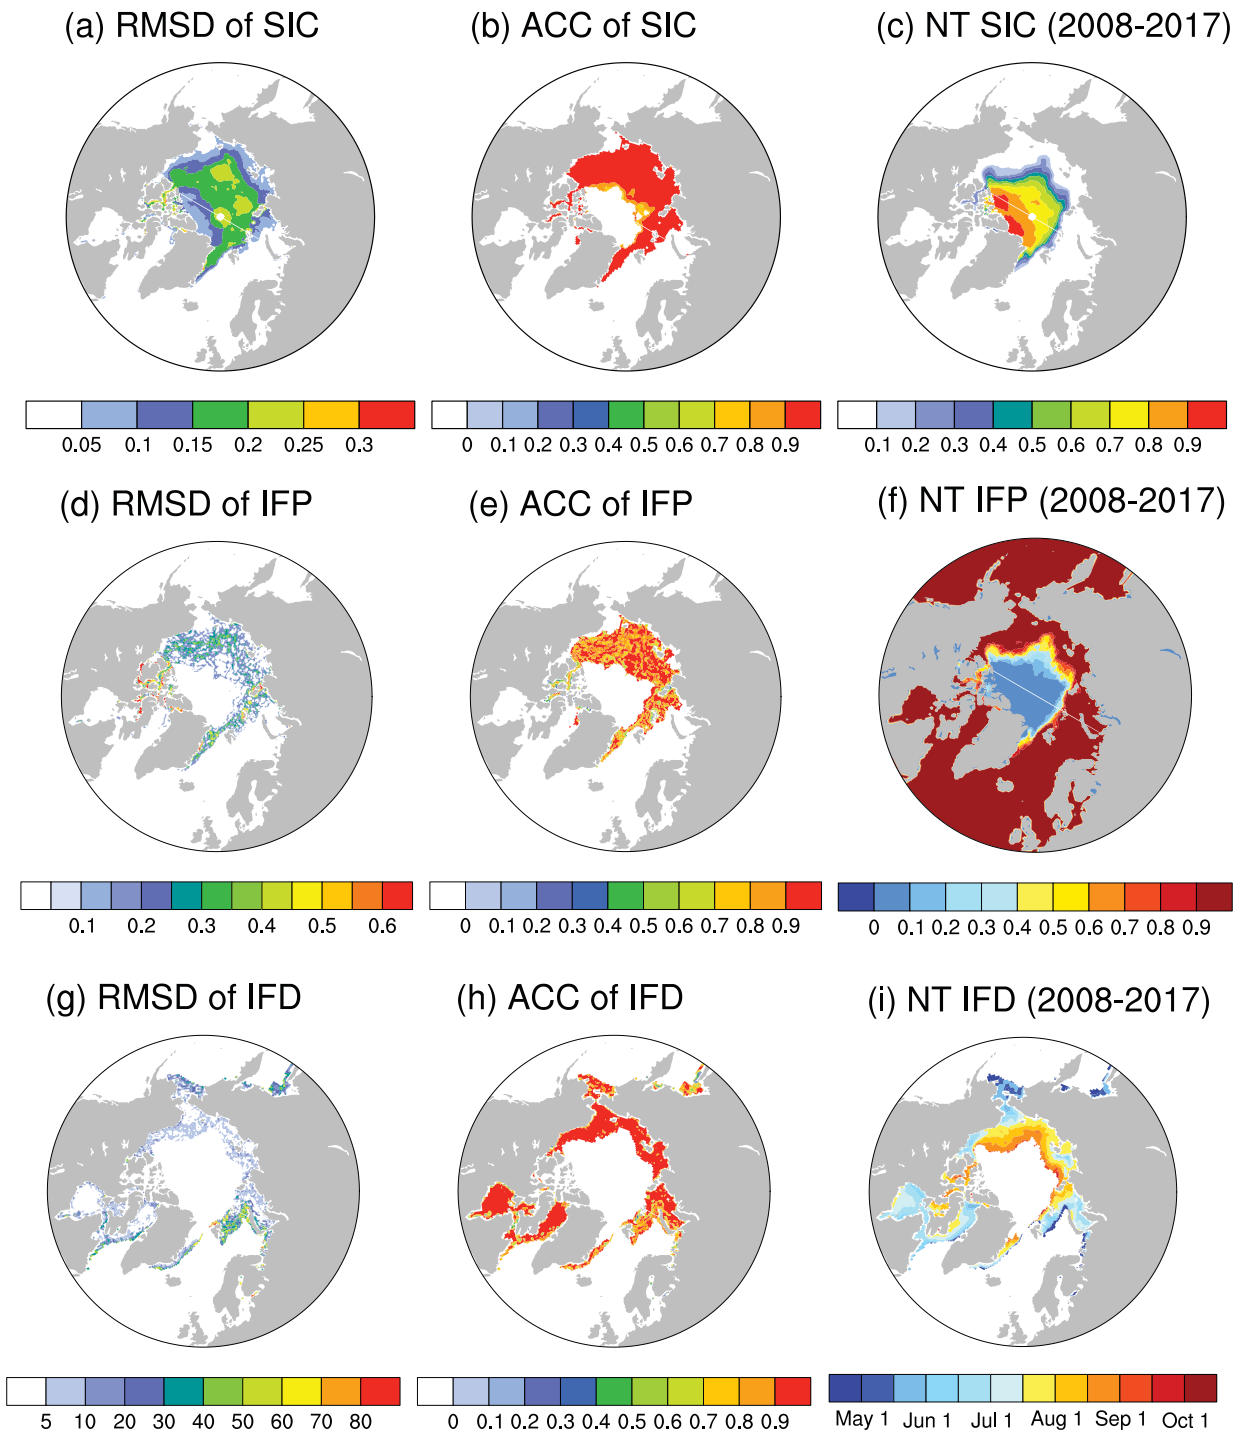 (a) RMSD of SIC (b) ACC of SIC (c) NT SIC (2008-2017)
0.05 0.1 0.15 0.2 0.25 0.3
0 0.1 0.2 0.3 0.4 0.5 0.6 0.7 0.8 0.9
0.1 0.2 0.3 0.4 0.5 0.6 0.7 0.8 0.9
(d) RMSD of IFP (e) ACC of IFP (f) NT IFP (2008-2017)
0.1 0.2 0.3 0.4 0.5 0.6
0 0.1 0.2 0.3 0.4 0.5 0.6 0.7 0.8 0.9
0 0.1 0.2 0.3 0.4 0.5 0.6 0.7 0.8 0.9
(g) RMSD of IFD (h) ACC of IFD (i) NT IFD (2008-2017)
5 10 20 30 40 50 60 70 80
0 0.1 0.2 0.3 0.4 0.5 0.6 0.7 0.8 0.9
May 1 Jun 1 Jul 1 Aug 1 Sep 1 Oct 1